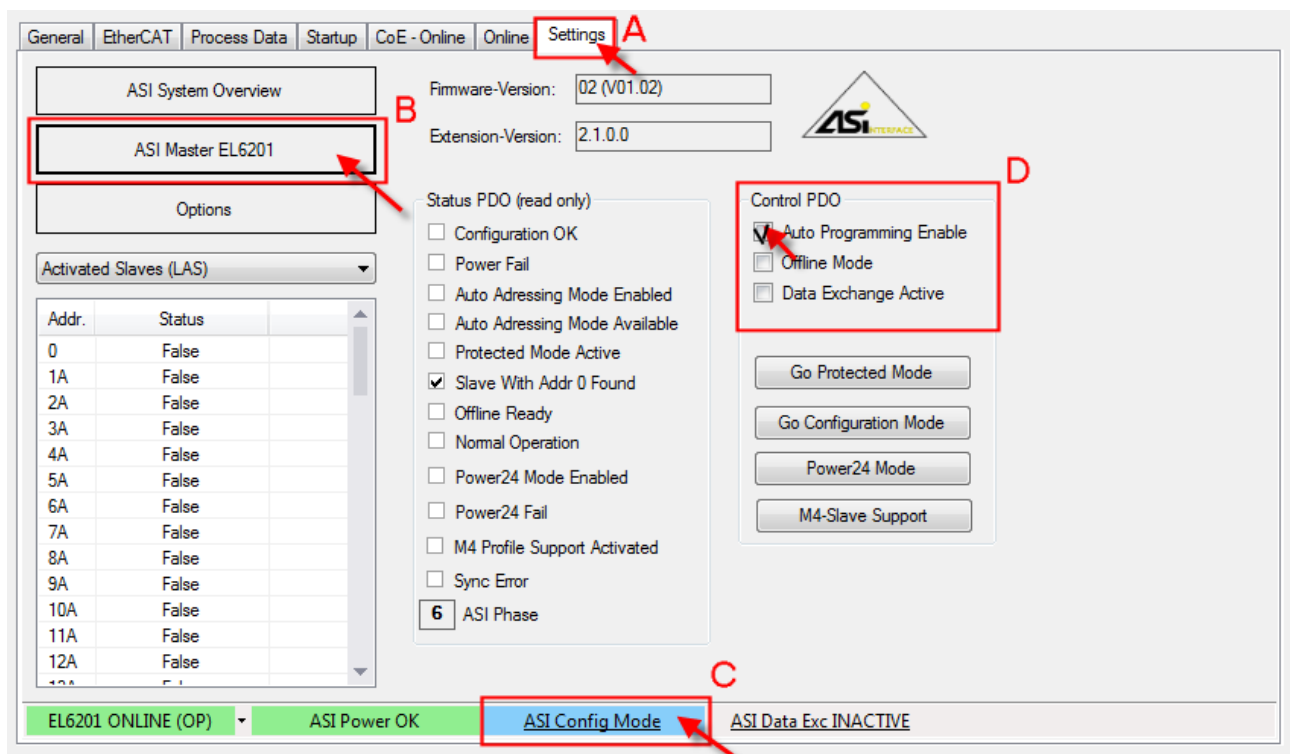 General EtherCAT Process Data Startup CoE - Online Online Settings A
ASI System Overview
B
ASI Master EL6201
Options
Activated Slaves (LAS)
Addr. Status
0 False
1A False
2A False
3A False
4A False
5A False
6A False
7A False
8A False
9A False
10A False
11A False
12A False
Firmware-Version: 02 (V01.02)
Extension-Version: 2.1.0.0
ASi INTERFACE
Status PDO (read only)
Configuration OK
Power Fail
Auto Adressing Mode Enabled
Auto Adressing Mode Available
Protected Mode Active
Slave With Addr 0 Found
Offline Ready
Normal Operation
Power24 Mode Enabled
Power24 Fail
M4 Profile Support Activated
Sync Error
6 ASI Phase
D
Control PDO
Auto Programming Enable
Offline Mode
Data Exchange Active
Go Protected Mode
Go Configuration Mode
Power24 Mode
M4-Slave Support
C
EL6201 ONLINE (OP) ASI Power OK ASI Config Mode ASI Data Exc INACTIVE